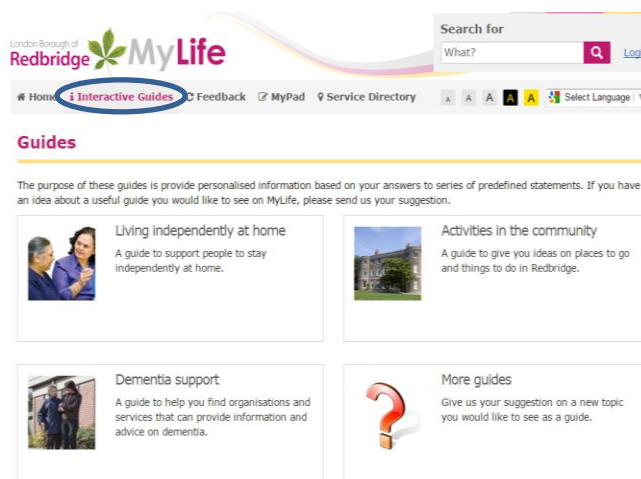 London Borough of
Redbridge
MyLife
Search for
What?
Home
i Interactive Guides
Feedback
MyPad
Service Directory
A A A A A
Select Language
Guides
The purpose of these guides is provide personalised information based on your answers to series of predefined statements. If you have
an idea about a useful guide you would like to see on MyLife, please send us your suggestion.
Living independently at home
A guide to support people to stay
independently at home.
Activities in the community
A guide to give you ideas on places to go
and things to do in Redbridge.
Dementia support
A guide to help you find organisations and
services that can provide information and
advice on dementia.
More guides
Give us your suggestion on a new topic
you would like to see as a guide.